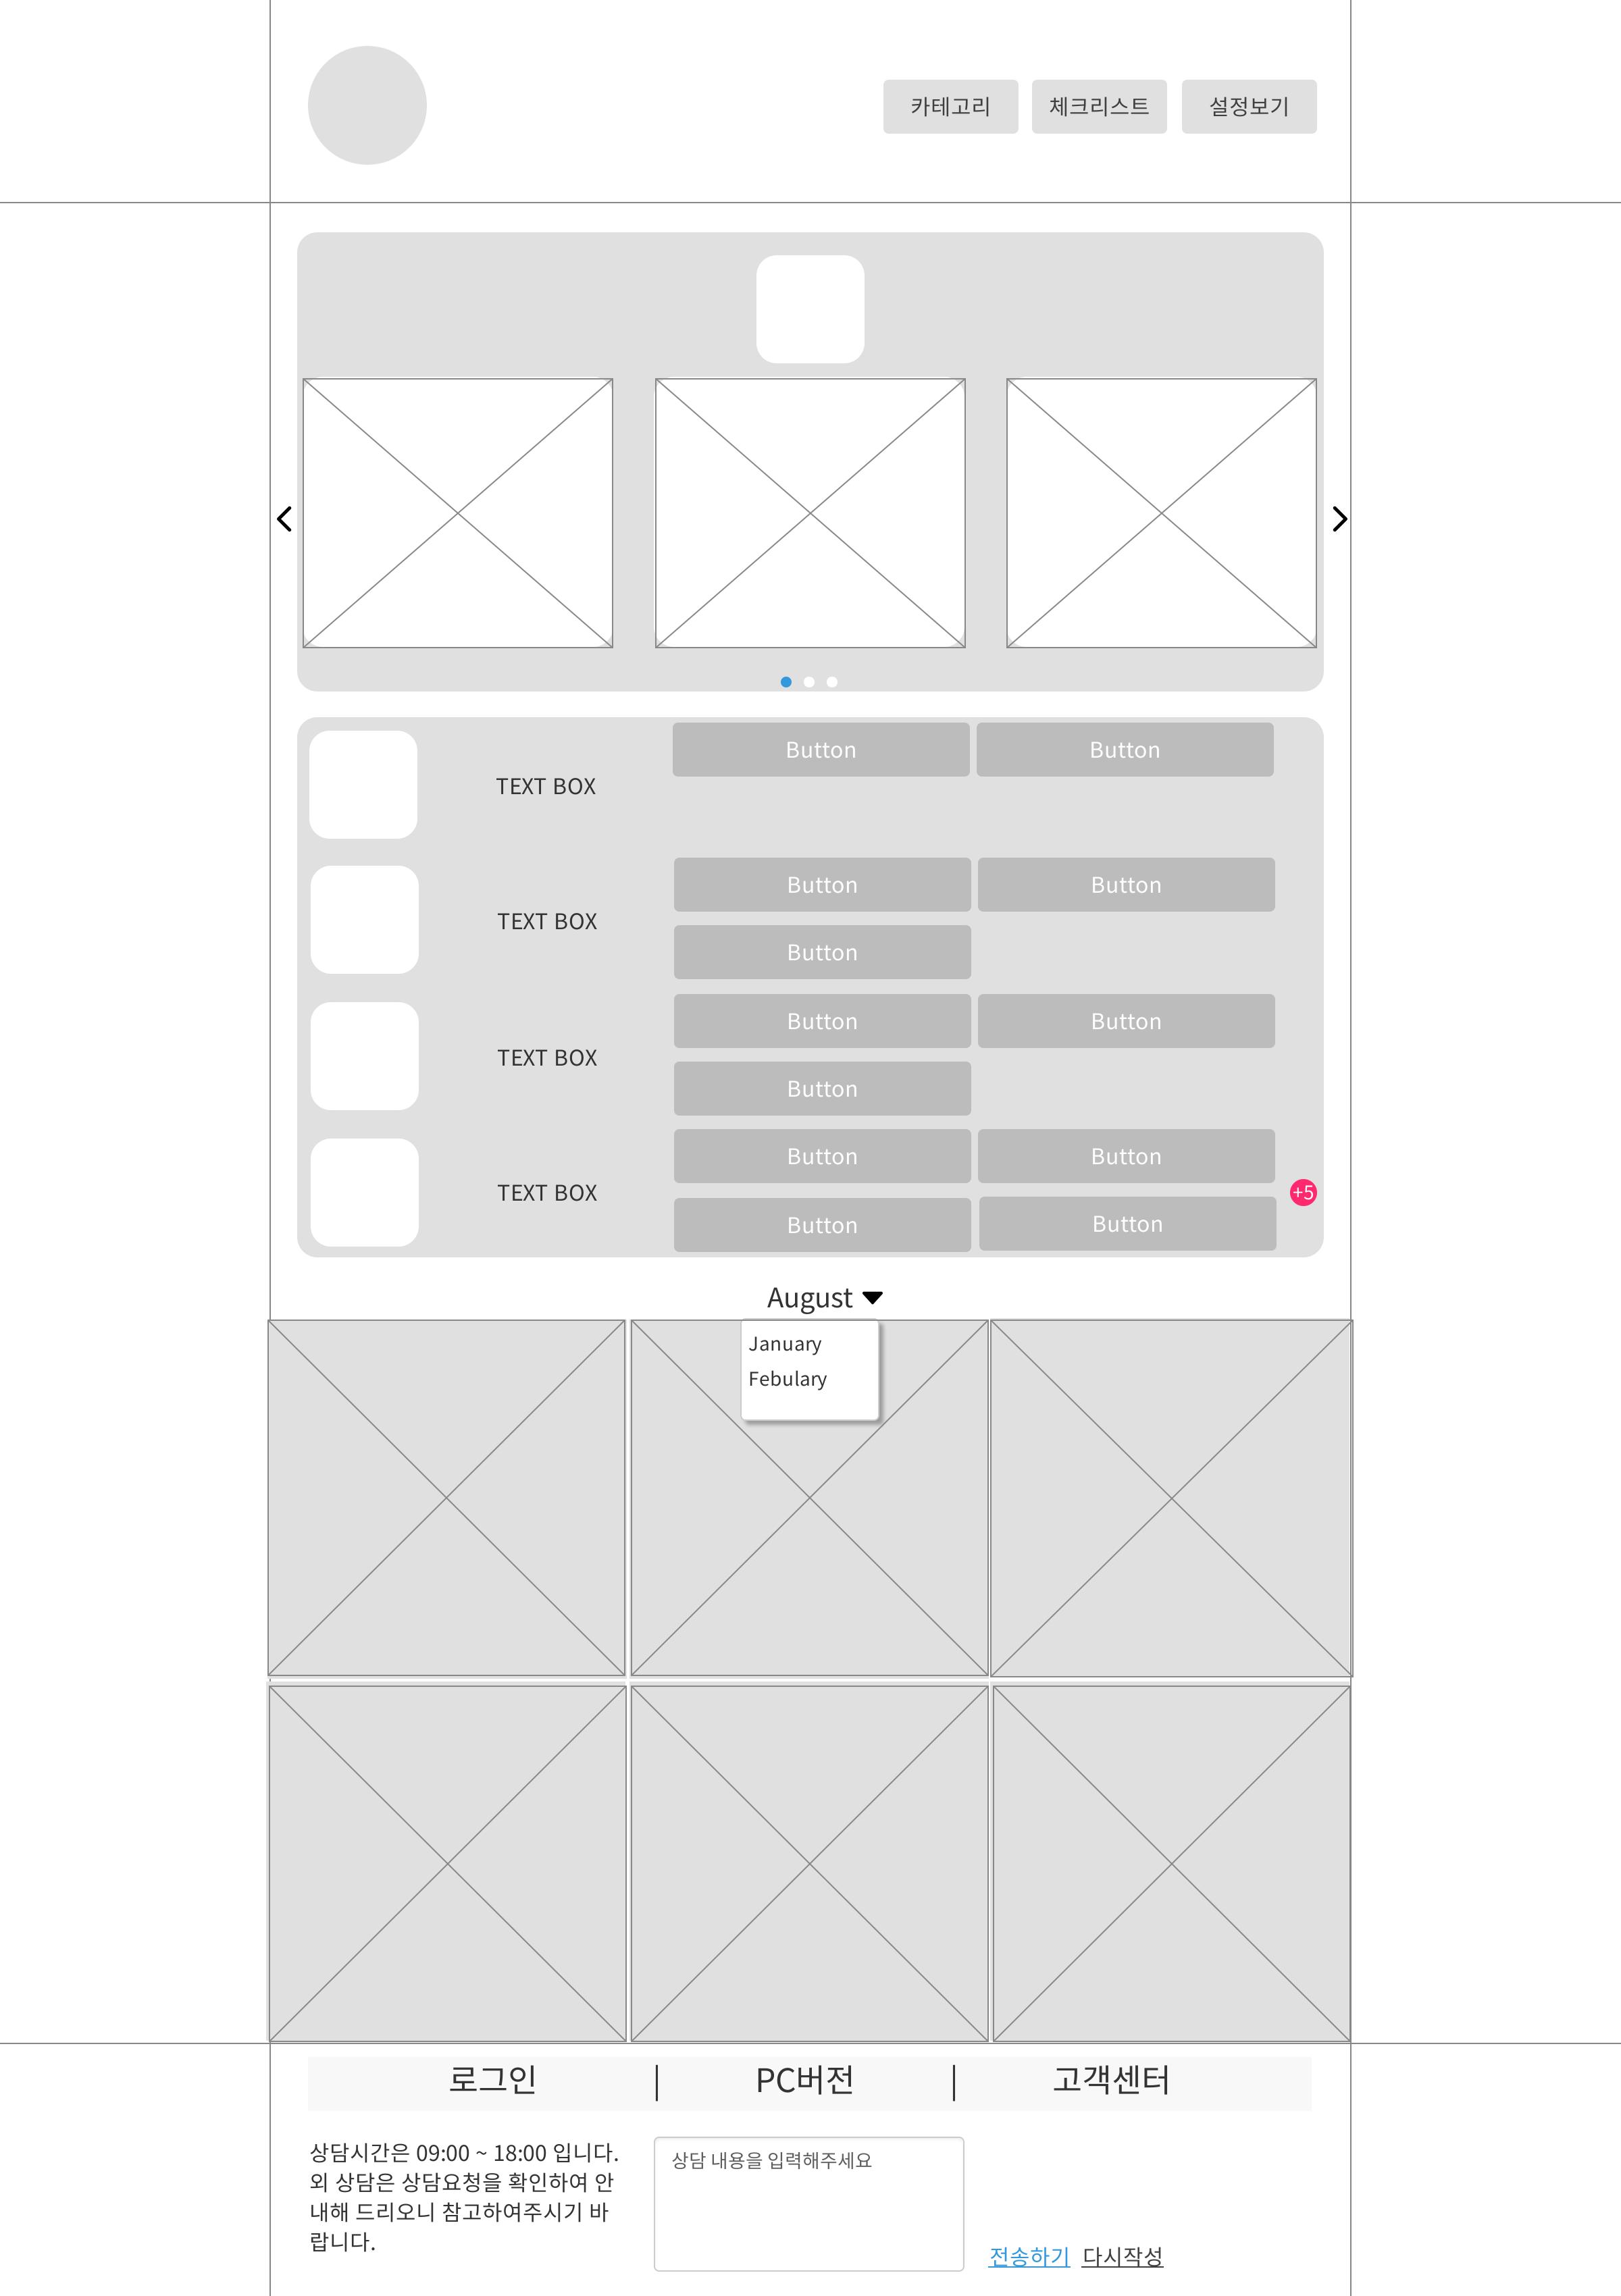 카테고리
체크리스트
설정보기
TEXT BOX
Button
Button
TEXT BOX
Button
Button
Button
TEXT BOX
Button
Button
Button
TEXT BOX
Button
Button
Button
Button
+5
August
January
Febulary
로그인
PC버전
고객센터
상담시간은 09:00 ~ 18:00 입니다.
외 상담은 상담요청을 확인하여 안
내해 드리오니 참고하여주시기 바
랍니다.
상담 내용을 입력해주세요
전송하기 다시작성